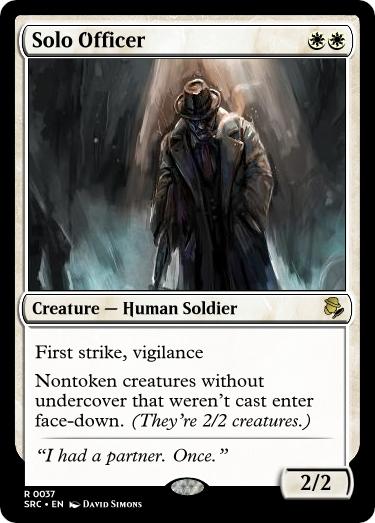 Solo Officer
Creature — Human Soldier
First strike, vigilance
Nontoken creatures without
undercover that weren't cast enter
face-down. (They're 2/2 creatures.)
“I had a partner. Once.”
2/2
R 0037
SRC • EN David Simons